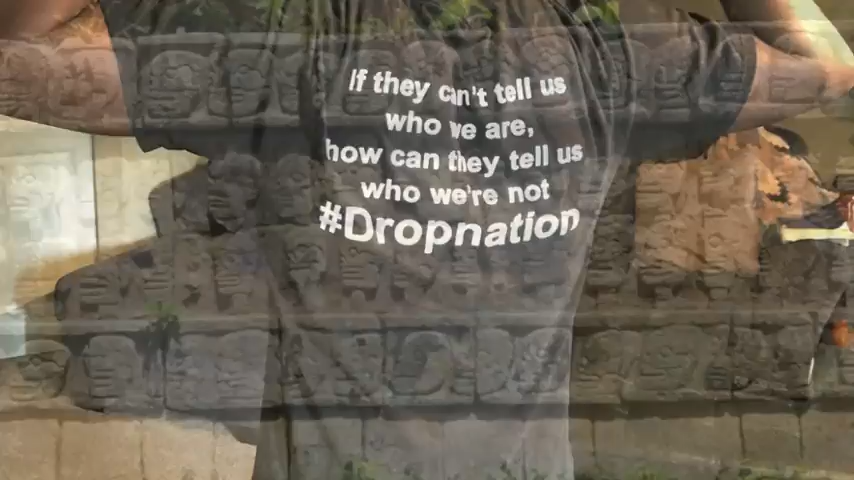 If they can't tell us
who we are,
how can they tell us
who we're not
#Dropnation